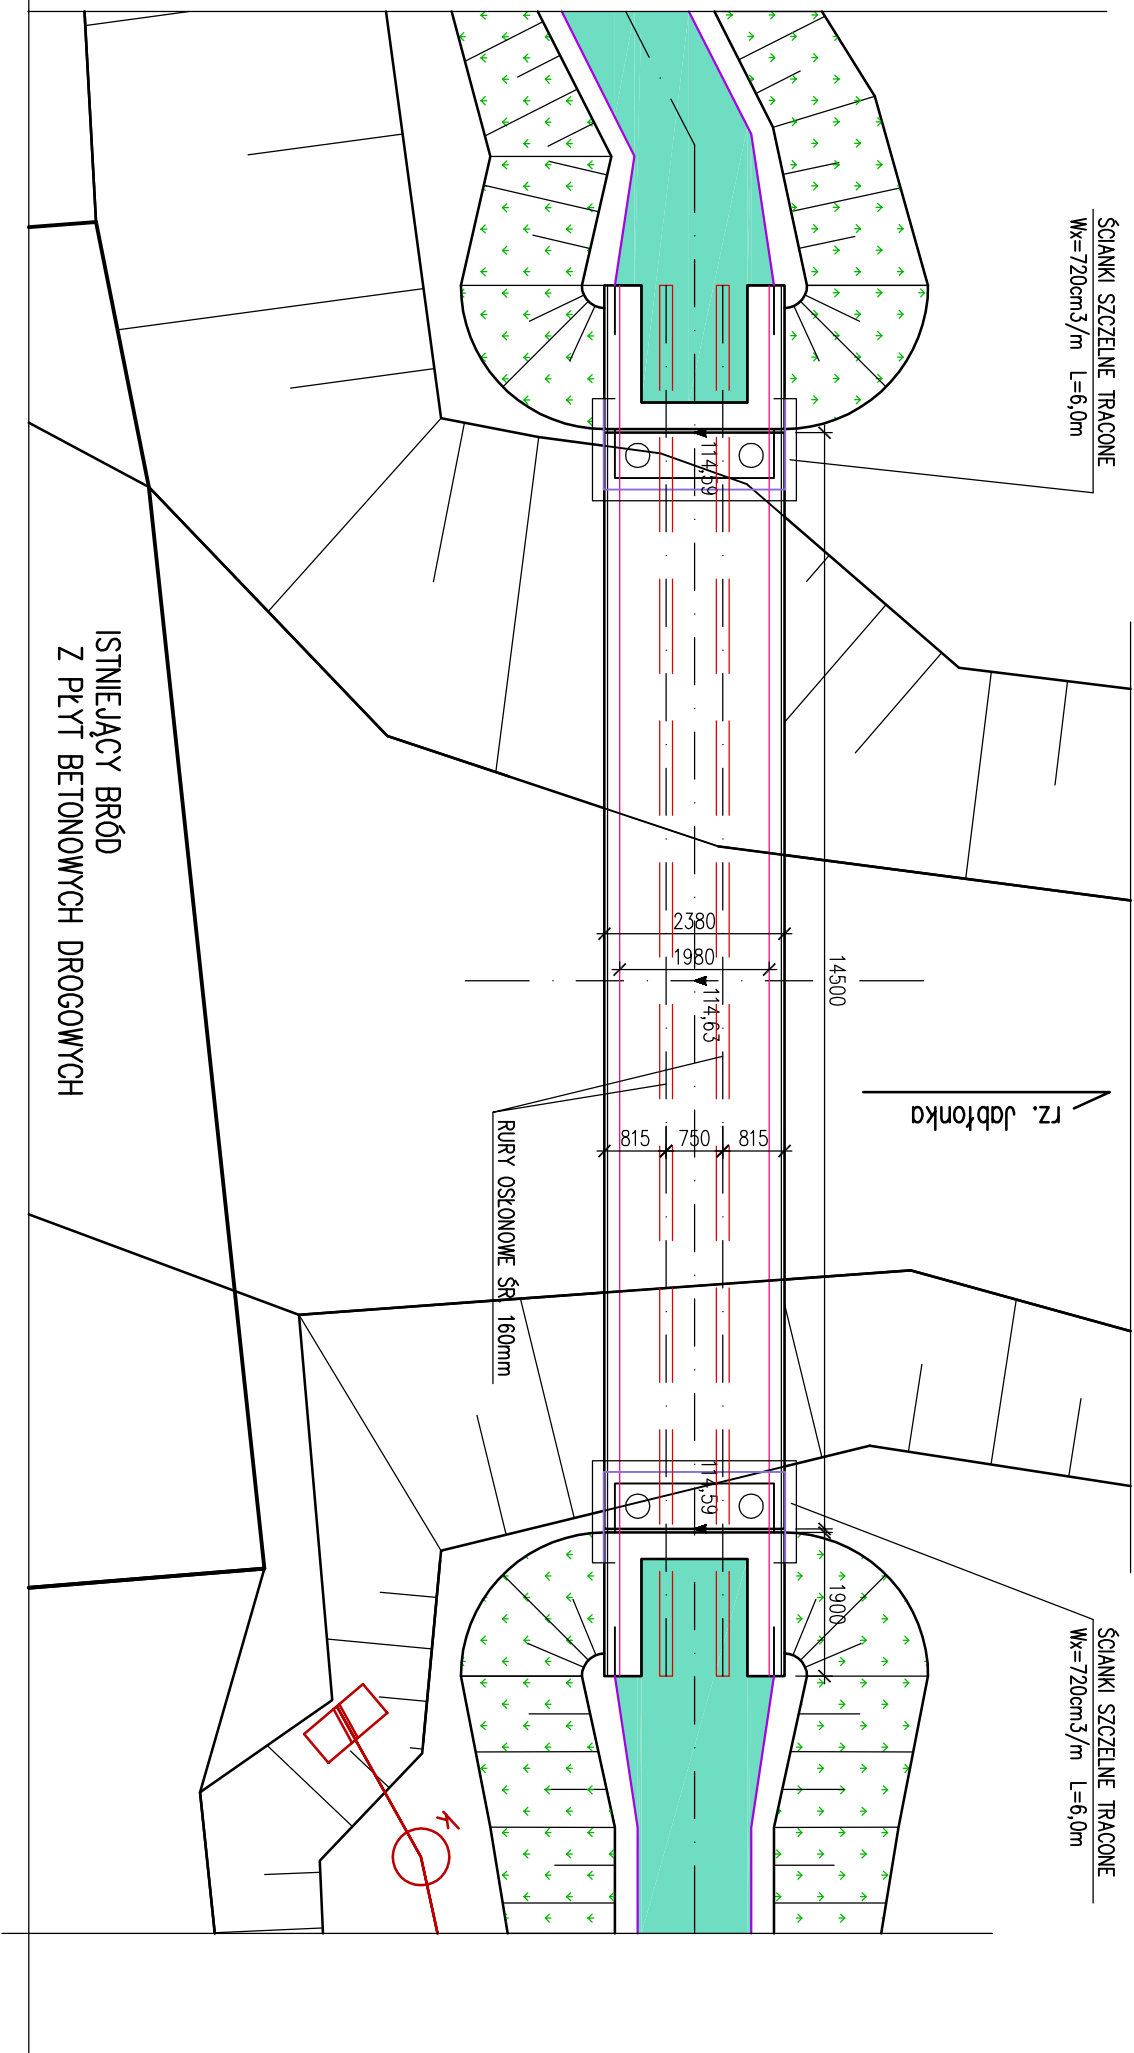 ŚCIANKI SZCZELNE TRACONE
Wx=720cm3/m L=6,0m
114,59
ISTNIEJĄCY BRÓD
Z PŁYT BETONOWYCH DROGOWYCH
2380
1980
14500
114,63
rz. Jabłonka
815
750
815
RURY OSŁONOWE ŚR. 160mm
114,59
1900
ŚCIANKI SZCZELNE TRACONE
Wx=720cm3/m L=6,0m
K